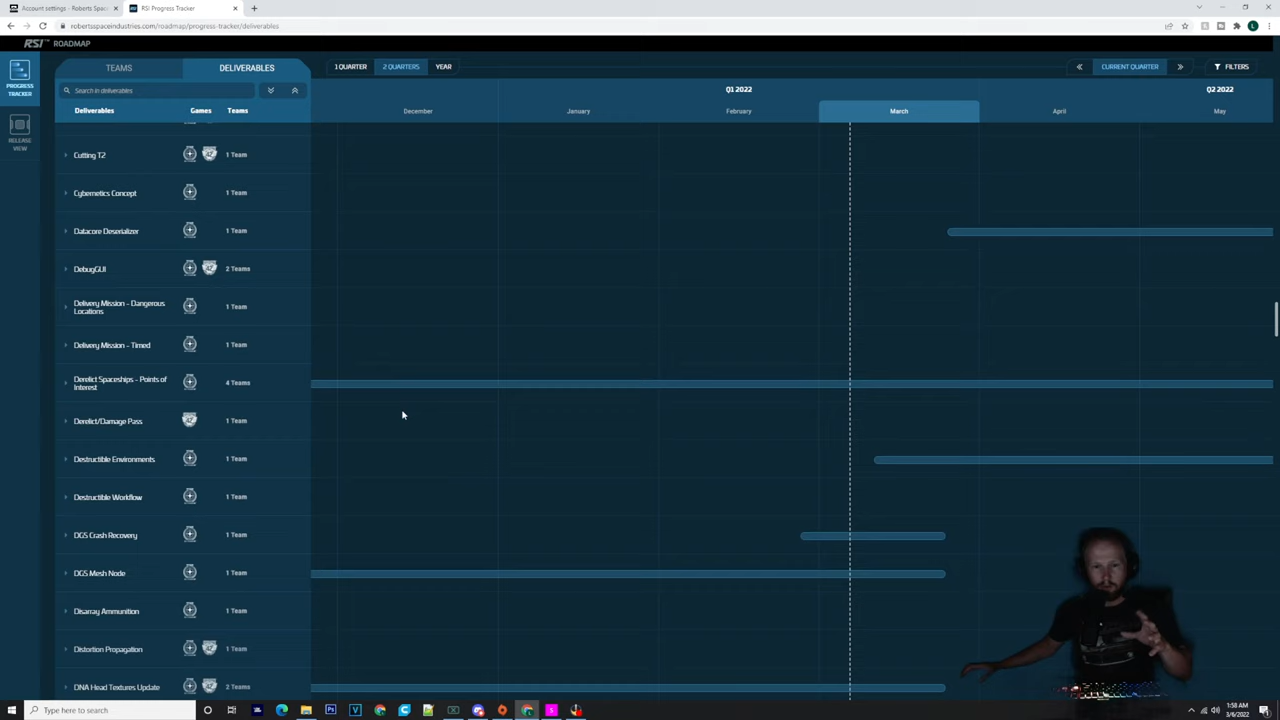 Account settings - Roberts Spac
RSI Progress Tracker
robertsspaceindustries.com/roadmap/progress-tracker/deliverables
RSI ROADMAP
PROGRESS TRACKER
RELEASE VIEW
TEAMS
DELIVERABLES
1 QUARTER
2 QUARTERS
YEAR
CURRENT QUARTER
FILTERS
Search in deliverables
Q1 2022
Q2 2022
Deliverables Games Teams
December January February March April May
Cutting T2 1 Team
Cybernetics Concept 1 Team
Datacore Deserializer 1 Team
DebugGUI 2 Teams
Delivery Mission - Dangerous
Locations 1 Team
Delivery Mission - Timed 1 Team
Derelict Spaceships - Points of
Interest 4 Teams
Derelict/Damage Pass 1 Team
Destructible Environments 1 Team
Destructible Workflow 1 Team
DGS Crash Recovery 1 Team
DGS Mesh Node 1 Team
Disarray Ammunition 1 Team
Distortion Propagation 1 Team
DNA Head Textures Update 2 Teams
Type here to search
1:58 AM
3/6/2022